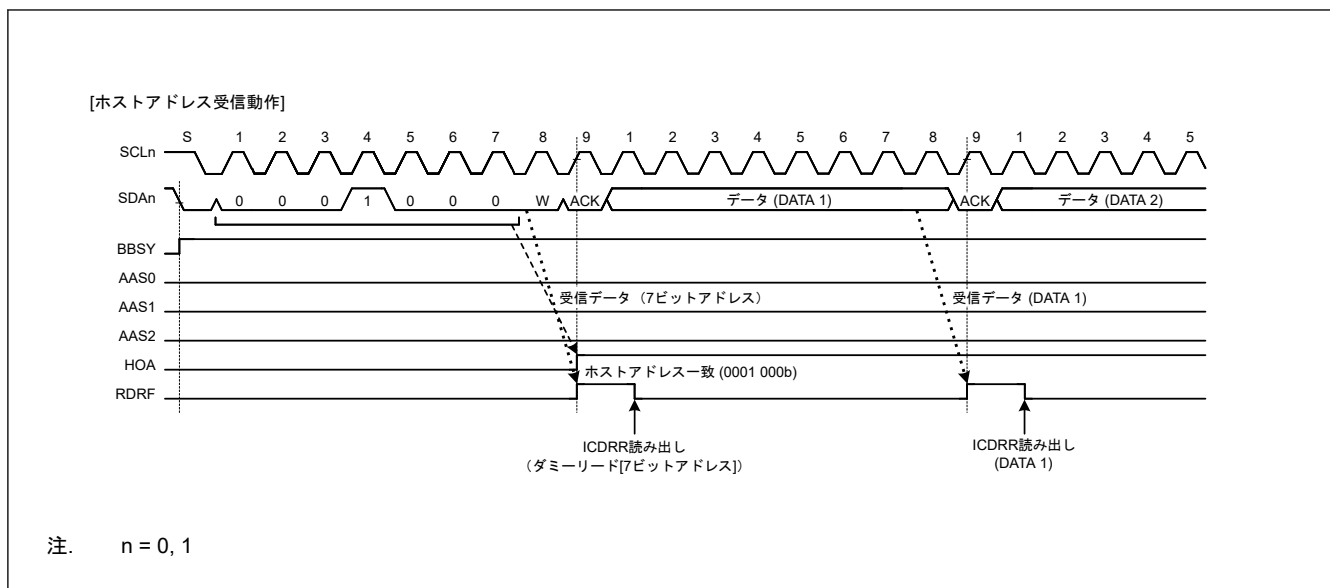 [ホストアドレス受信動作]
S 1 2 3 4 5 6 7 8 9 1 2 3 4 5 6 7 8 9 1 2 3 4 5
SCLn
SDAn 0 0 0 1 0 0 0 W ACK データ (DATA 1) ACK データ (DATA 2)
BBSY
AAS0
受信データ（7ビットアドレス） 受信データ (DATA 1)
AAS1
AAS2
HOA
ホストアドレス一致 (0001 000b)
RDRF
ICDRR読み出し
（ダミーリード[7ビットアドレス]）
ICDRR読み出し
(DATA 1)
注. n = 0, 1